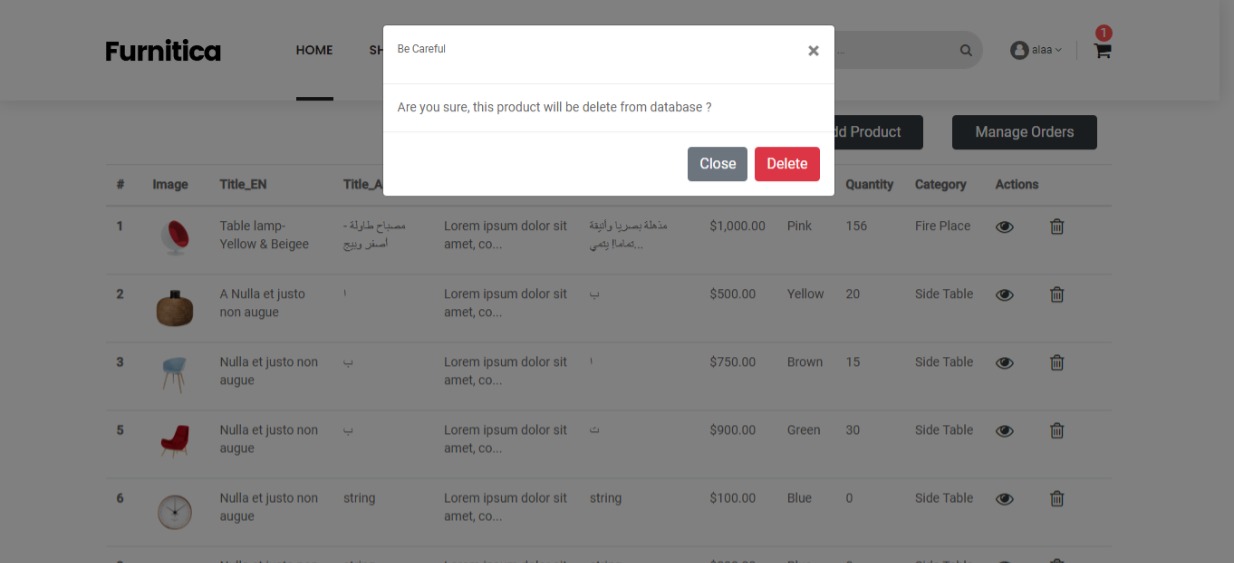 Furnitica
HOME
Be Careful
×
1
alaa
Are you sure, this product will be delete from database ?
Close
Delete
Product
Manage Orders
#
Image
Title_EN
Quantity
Category
Actions
1
Table lamp-
Yellow & Beigee
مصباح طاولة -
أصفر وبيج
Lorem ipsum dolor sit
amet, co...
مذهلة بصريا وأنيقة
تماما! يتمي...
$1,000.00
Pink
156
Fire Place
2
A Nulla et justo
non augue
ا
Lorem ipsum dolor sit
amet, co...
ب
$500.00
Yellow
20
Side Table
3
Nulla et justo non
augue
ب
Lorem ipsum dolor sit
amet, co...
ا
$750.00
Brown
15
Side Table
5
Nulla et justo non
augue
ب
Lorem ipsum dolor sit
amet, co...
ت
$900.00
Green
30
Side Table
6
Nulla et justo non
augue
string
Lorem ipsum dolor sit
amet, co...
string
$100.00
Blue
0
Side Table